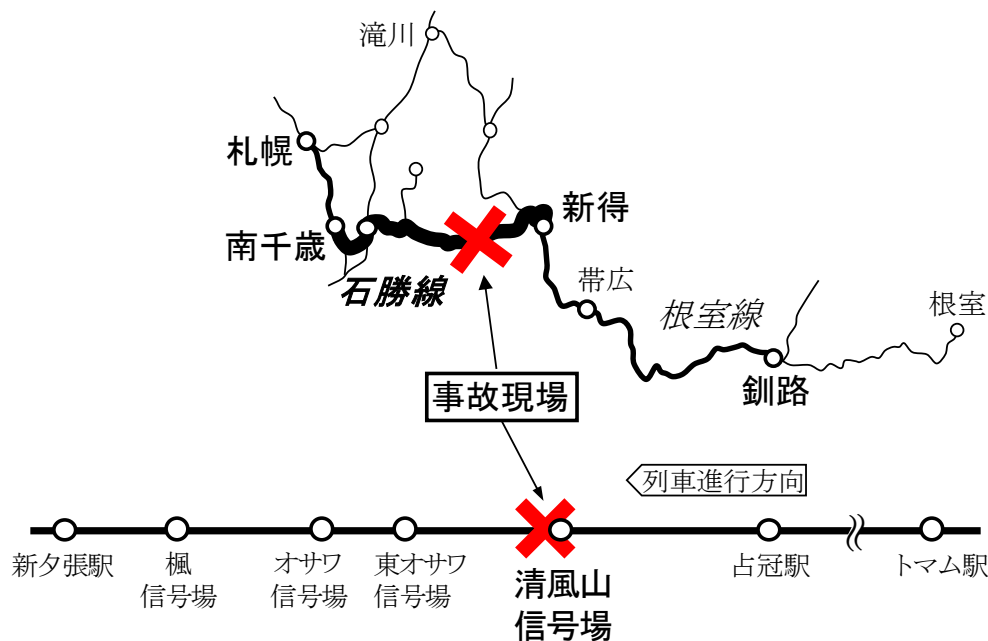 滝川
札幌
新得
南千歳
石勝線
帯広
根室線
根室
釧路
事故現場
列車進行方向
新夕張駅
楓
信号場
オサワ
信号場
東オサワ
信号場
清風山
信号場
占冠駅
トマム駅